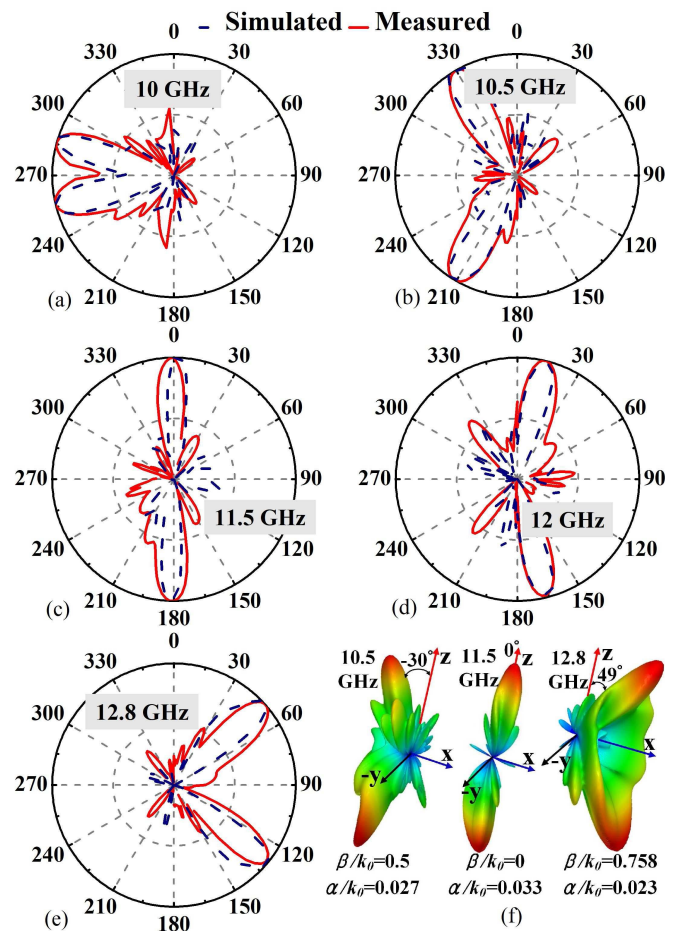 Simulated Measured
0
330
10 GHz
300
60
270
90
240
120
210
150
180
(a)
0
330
30
10.5 GHz
300
60
270
90
240
120
210
150
180
(b)
0
330
30
300
60
270
90
11.5 GHz
240
120
210
150
180
(c)
0
330
30
300
60
270
90
12 GHz
240
120
210
150
180
(d)
0
330
30
12.8 GHz
300
60
270
90
240
120
210
150
180
(e)
10.5 GHz
-30°
z
x
-y
β/k₀=0.5
α/k₀=0.027
11.5 GHz
0°
z
x
-y
β/k₀=0
α/k₀=0.033
12.8 GHz
49°
z
x
-y
β/k₀=0.758
α/k₀=0.023
(f)